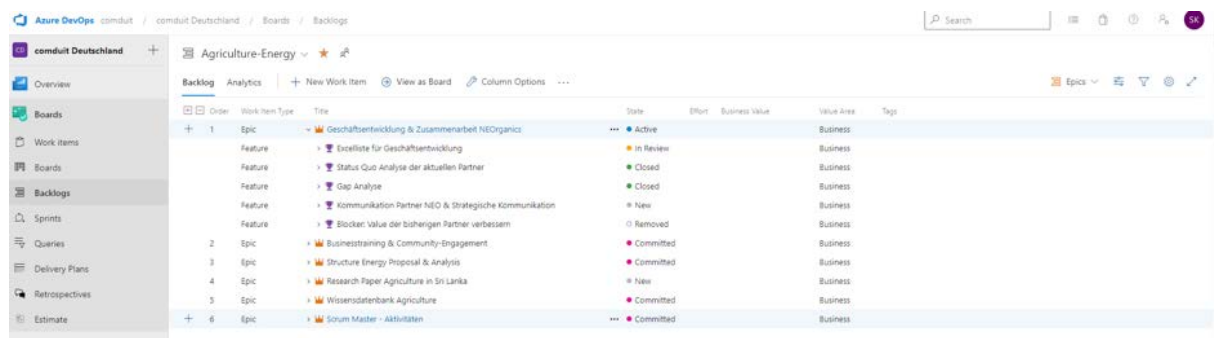 Azure DevOps comduit / comduit Deutschland / Boards / Backlogs Search SK
CD comduit Deutschland
Agriculture-Energy
Overview
Backlog Analytics New Work Item View as Board Column Options ... Epics
Boards
Order Work Item Type Title State Effort Business Value Value Area Tags
1 Epic Geschäftsentwicklung & Zusammenarbeit NEOrganics ... Active Business
Work items
Feature Excelliste für Geschäftsentwicklung In Review Business
Boards
Feature Status Quo Analyse der aktuellen Partner Closed Business
Feature Gap Analyse Closed Business
Backlogs
Feature Kommunikation Partner NEO & Strategische Kommunikation New Business
Sprints
Feature Blocker: Value der bisherigen Partner verbessern Removed Business
Queries
2 Epic Businesstraining & Community-Engagement Committed Business
3 Epic Structure Energy Proposal & Analysis Committed Business
Delivery Plans
4 Epic Research Paper Agriculture in Sri Lanka New Business
Retrospectives
5 Epic Wissensdatenbank Agriculture Committed Business
Estimate
6 Epic Scrum Master - Aktivitäten ... Committed Business